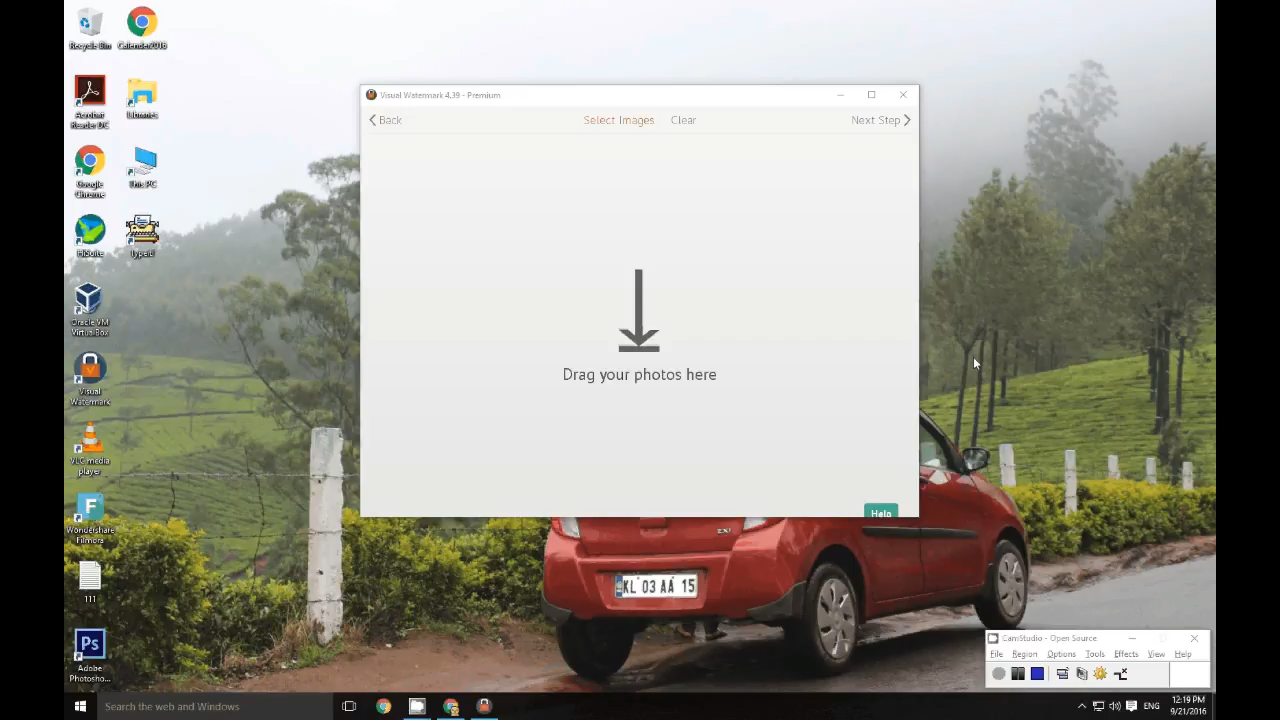 Recycle Bin
Calender2016
Acrobat
Reader DC
Libraries
Google
Chrome
This PC
HiSuite
Oracle VM
VirtualBox
Visual
Watermark
VLC media
player
Wondershare
Filmora
111
Ps
Adobe
Photosho...
Visual Watermark 4.39 - Premium
Back
Select Images
Clear
Next Step
Drag your photos here
Help
ZXI
KL 03 AA 15
CamStudio - Open Source
File
Region
Options
Tools
Effects
View
Help
Search the web and Windows
ENG
12:19 PM
9/21/2016